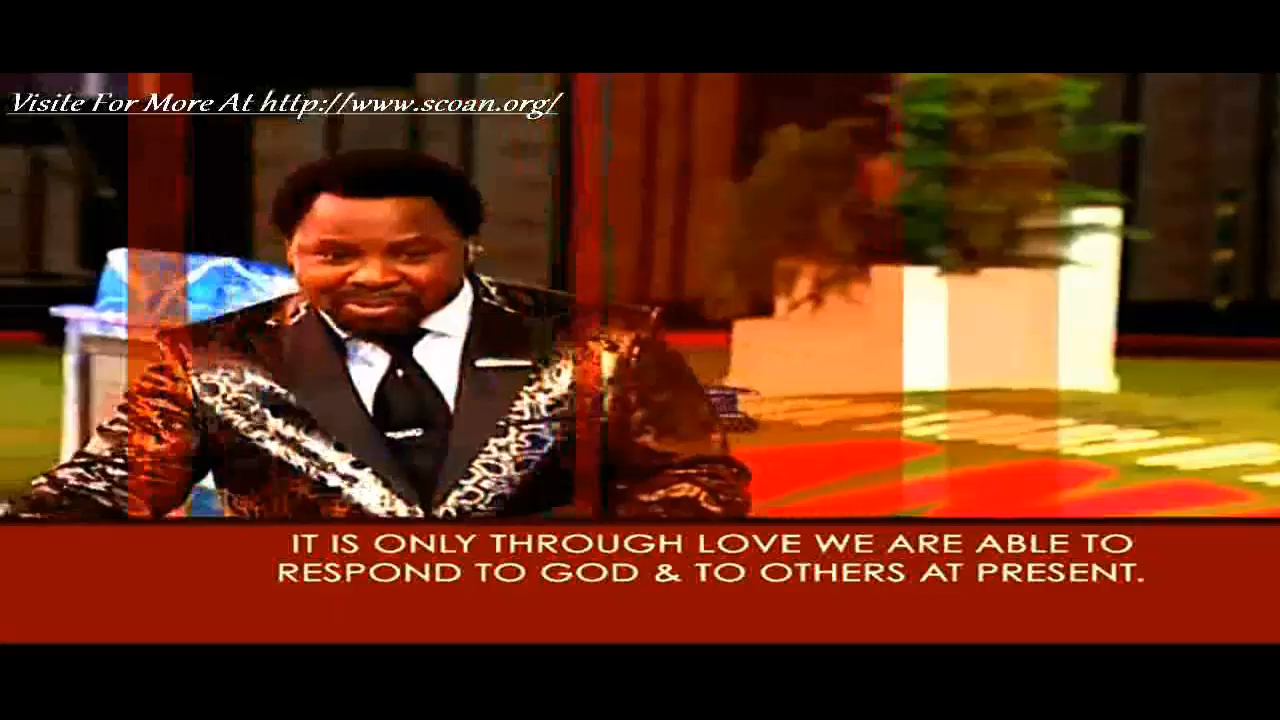 Visite For More At http://www.scoan.org/
IT IS ONLY THROUGH LOVE WE ARE ABLE TO
RESPOND TO GOD & TO OTHERS AT PRESENT.